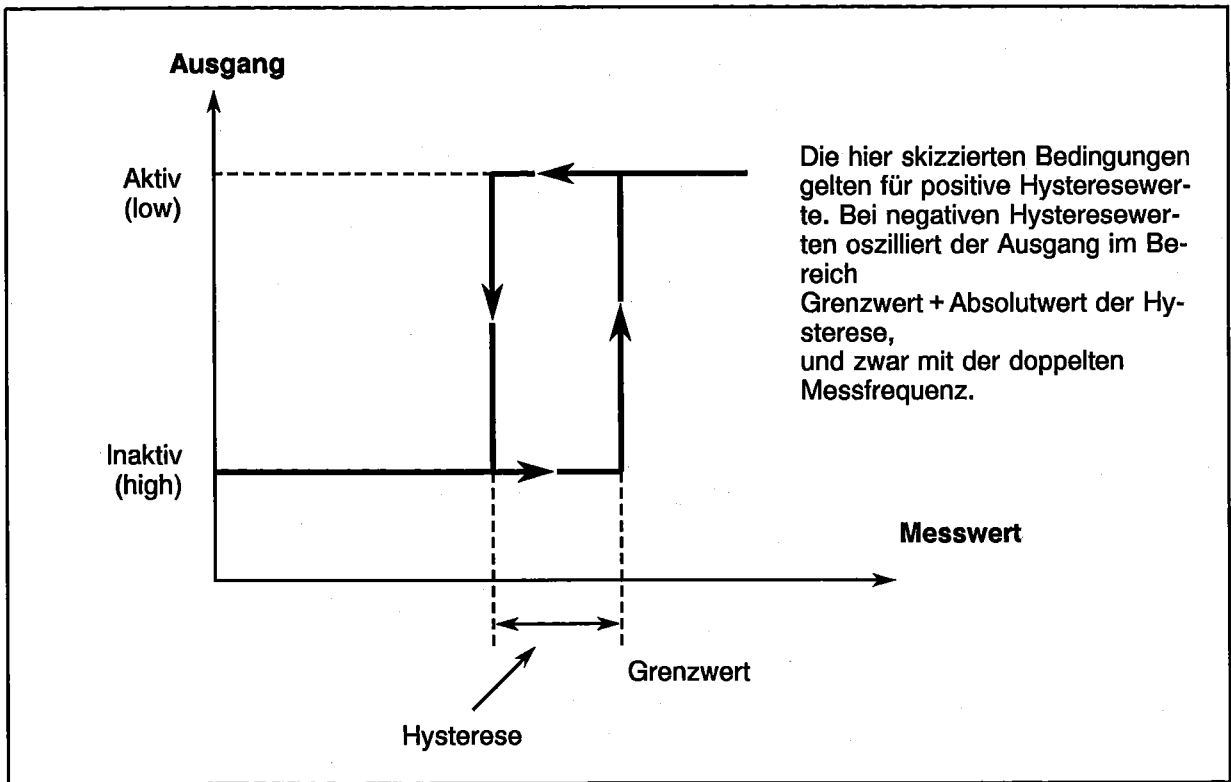 Ausgang
Aktiv
(low)
Die hier skizzierten Bedingungen
gelten für positive Hysteresewer-
te. Bei negativen Hysteresewer-
ten oszilliert der Ausgang im Be-
reich
Grenzwert + Absolutwert der Hy-
sterese,
und zwar mit der doppelten
Messfrequenz.
Inaktiv
(high)
Messwert
Grenzwert
Hysterese